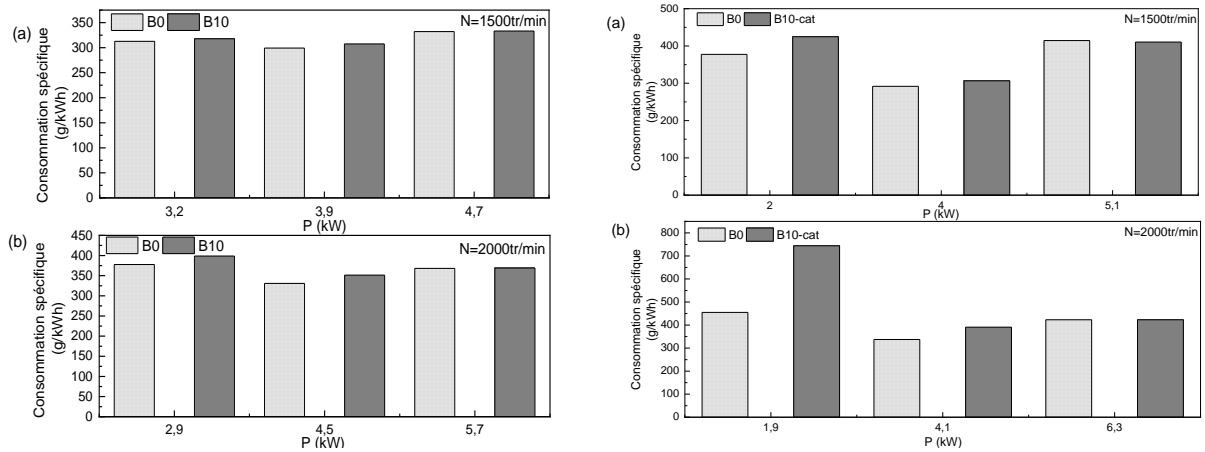 (a)
B0 B10
N=1500tr/min
Consommation spécifique
(g/kWh)
350
300
250
200
150
100
50
0
3,2 3,9 4,7
P (kW)
(a)
B0 B10-cat
N=1500tr/min
Consommation spécifique
(g/kWh)
500
400
300
200
100
0
2 4 5,1
P (kW)
(b)
B0 B10
N=2000tr/min
Consommation spécifique
(g/kWh)
450
400
350
300
250
200
150
100
50
0
2,9 4,5 5,7
P (kW)
(b)
B0 B10-cat
N=2000tr/min
Consommation spécifique
(g/kWh)
800
700
600
500
400
300
200
100
0
1,9 4,1 6,3
P (kW)